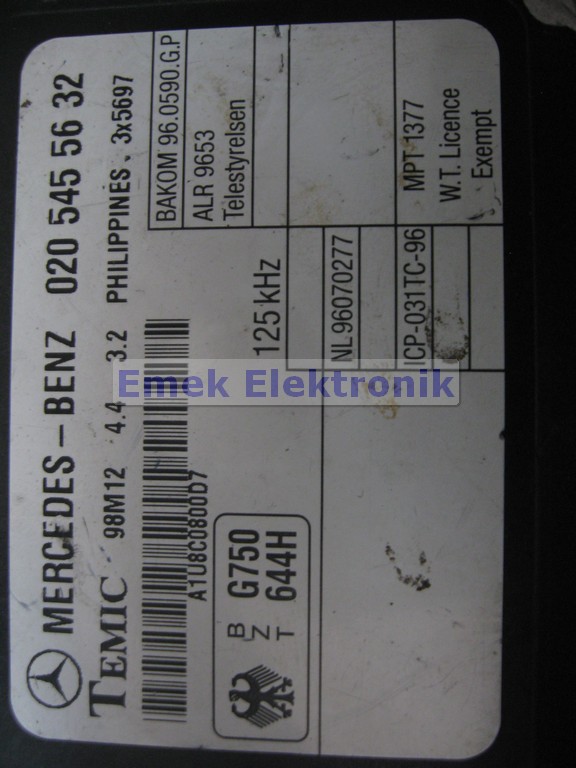 MERCEDES – BENZ 020 545 56 32
TEMIC 98M12 4.4 3.2 PHILIPPINES . 3x5697
A1U8C0800D7
BAKOM 96.0590.G.P
ALR 9653
Telestyrelsen
125 kHz
NL 96070277
ICP-031TC-96
MPT 1377
W.T. Licence
Exempt
B
Z
T
G750
644H
Emek Elektronik